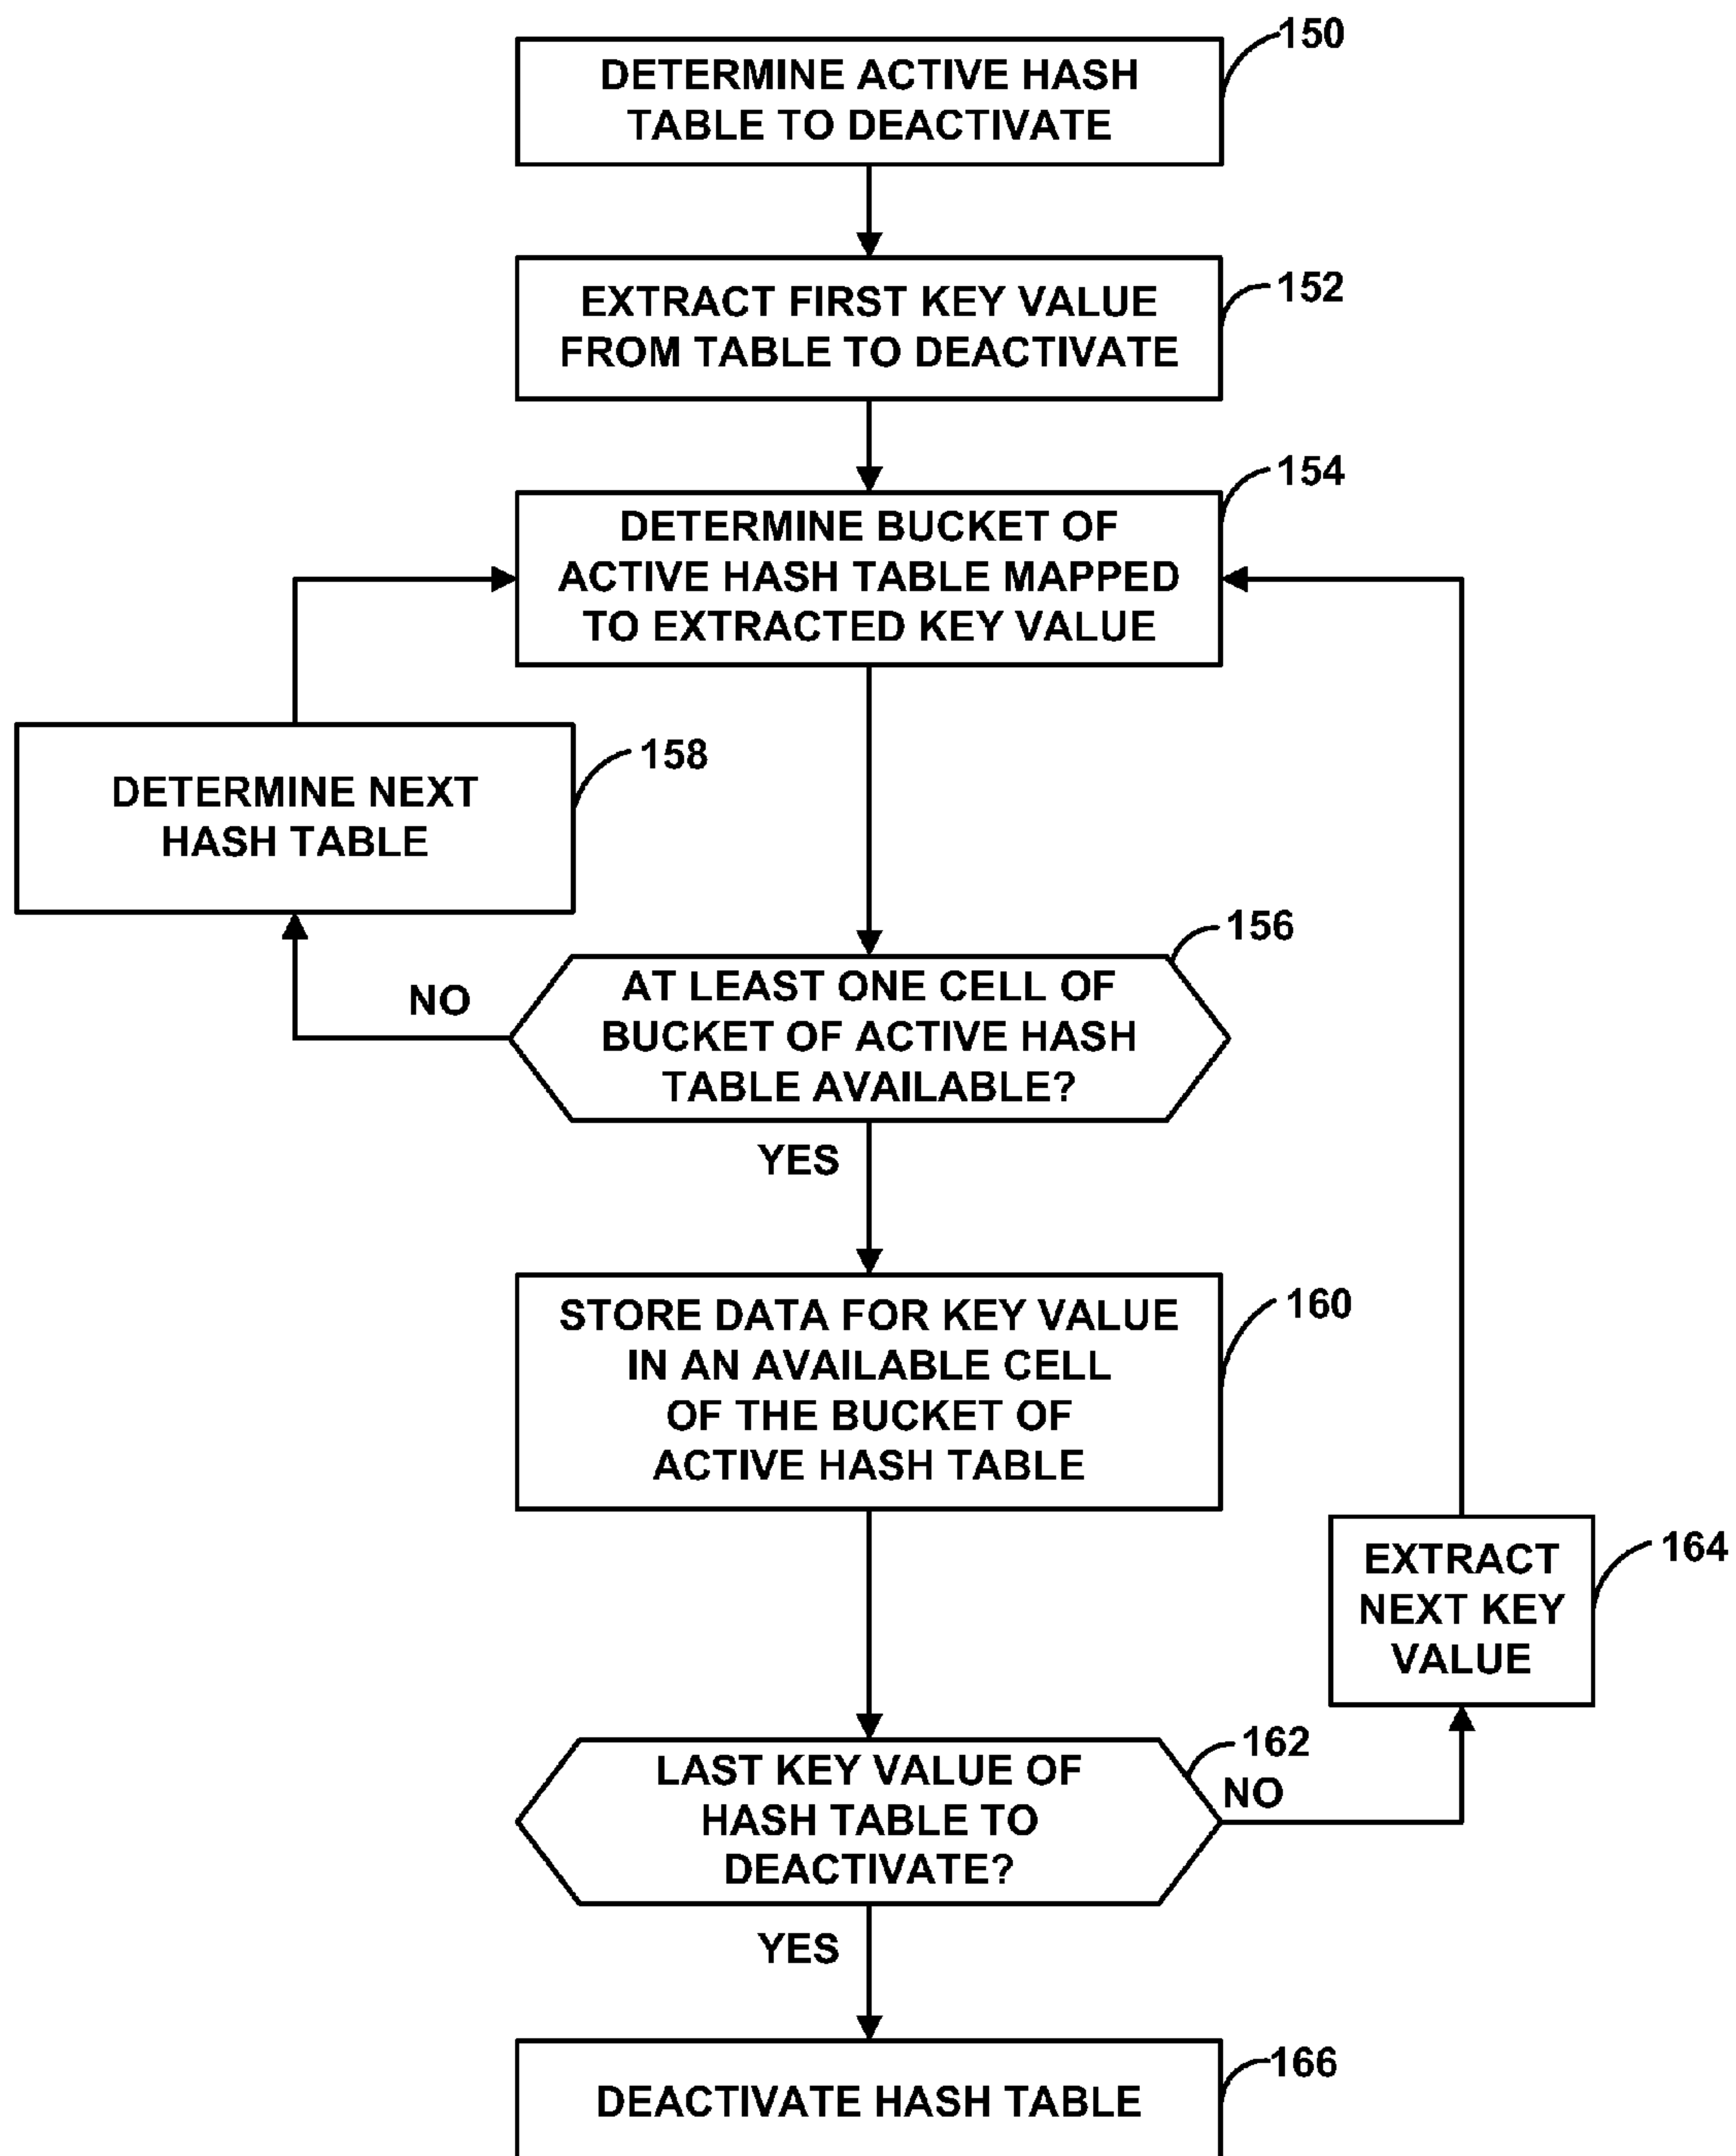 150
DETERMINE ACTIVE HASH
TABLE TO DEACTIVATE
152
EXTRACT FIRST KEY VALUE
FROM TABLE TO DEACTIVATE
154
DETERMINE BUCKET OF
ACTIVE HASH TABLE MAPPED
TO EXTRACTED KEY VALUE
158
DETERMINE NEXT
HASH TABLE
156
NO
AT LEAST ONE CELL OF
BUCKET OF ACTIVE HASH
TABLE AVAILABLE?
YES
160
STORE DATA FOR KEY VALUE
IN AN AVAILABLE CELL
OF THE BUCKET OF
ACTIVE HASH TABLE
164
EXTRACT
NEXT KEY
VALUE
162
LAST KEY VALUE OF
HASH TABLE TO
DEACTIVATE?
NO
YES
166
DEACTIVATE HASH TABLE